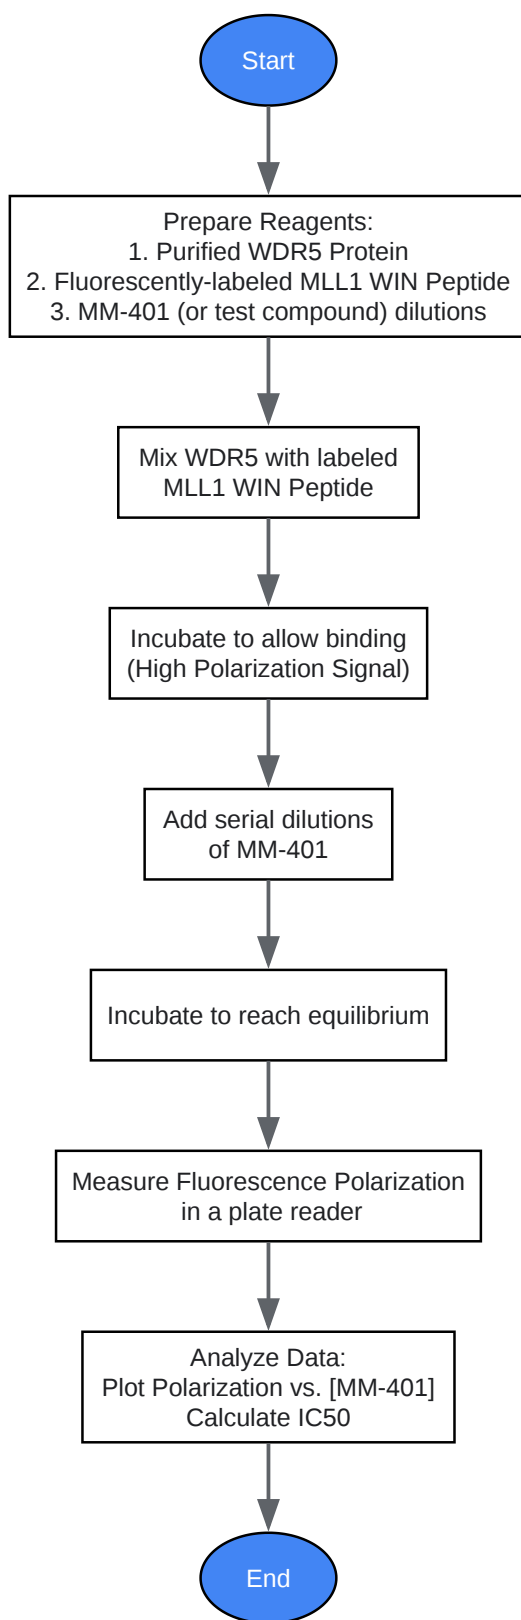 Start
Prepare Reagents:
1. Purified WDR5 Protein
2. Fluorescently-labeled MLL1 WIN Peptide
3. MM-401 (or test compound) dilutions
Mix WDR5 with labeled
MLL1 WIN Peptide
Incubate to allow binding
(High Polarization Signal)
Add serial dilutions
of MM-401
Incubate to reach equilibrium
Measure Fluorescence Polarization
in a plate reader
Analyze Data:
Plot Polarization vs. [MM-401]
Calculate IC50
End